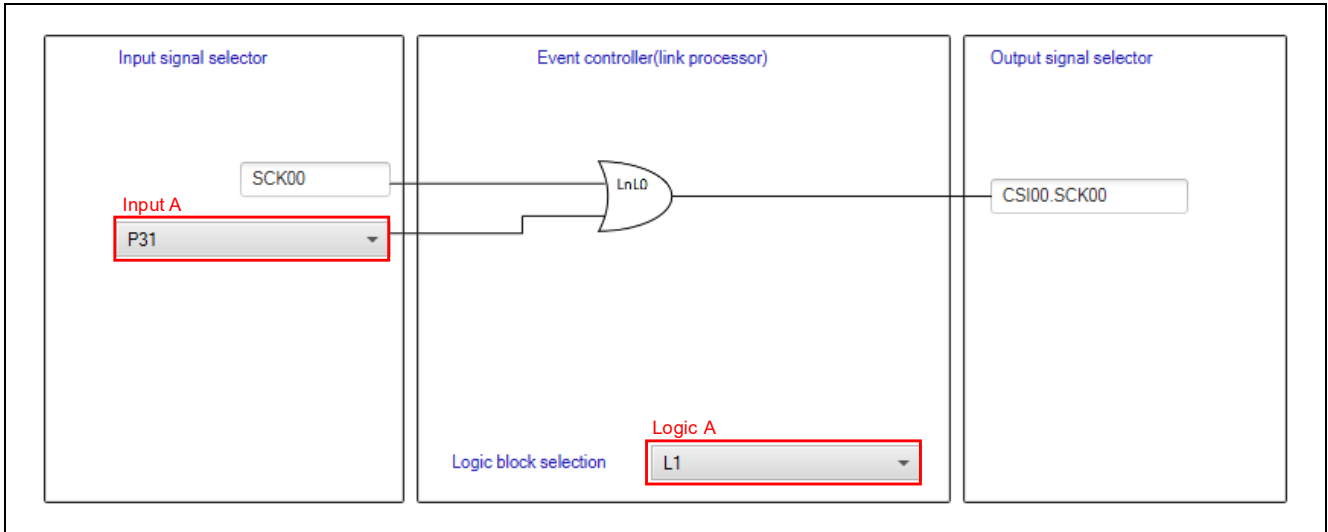 Input signal selector
Event controller(link processor)
Output signal selector
SCK00
LnL0
CSI00.SCK00
Input A
P31
Logic A
Logic block selection
L1